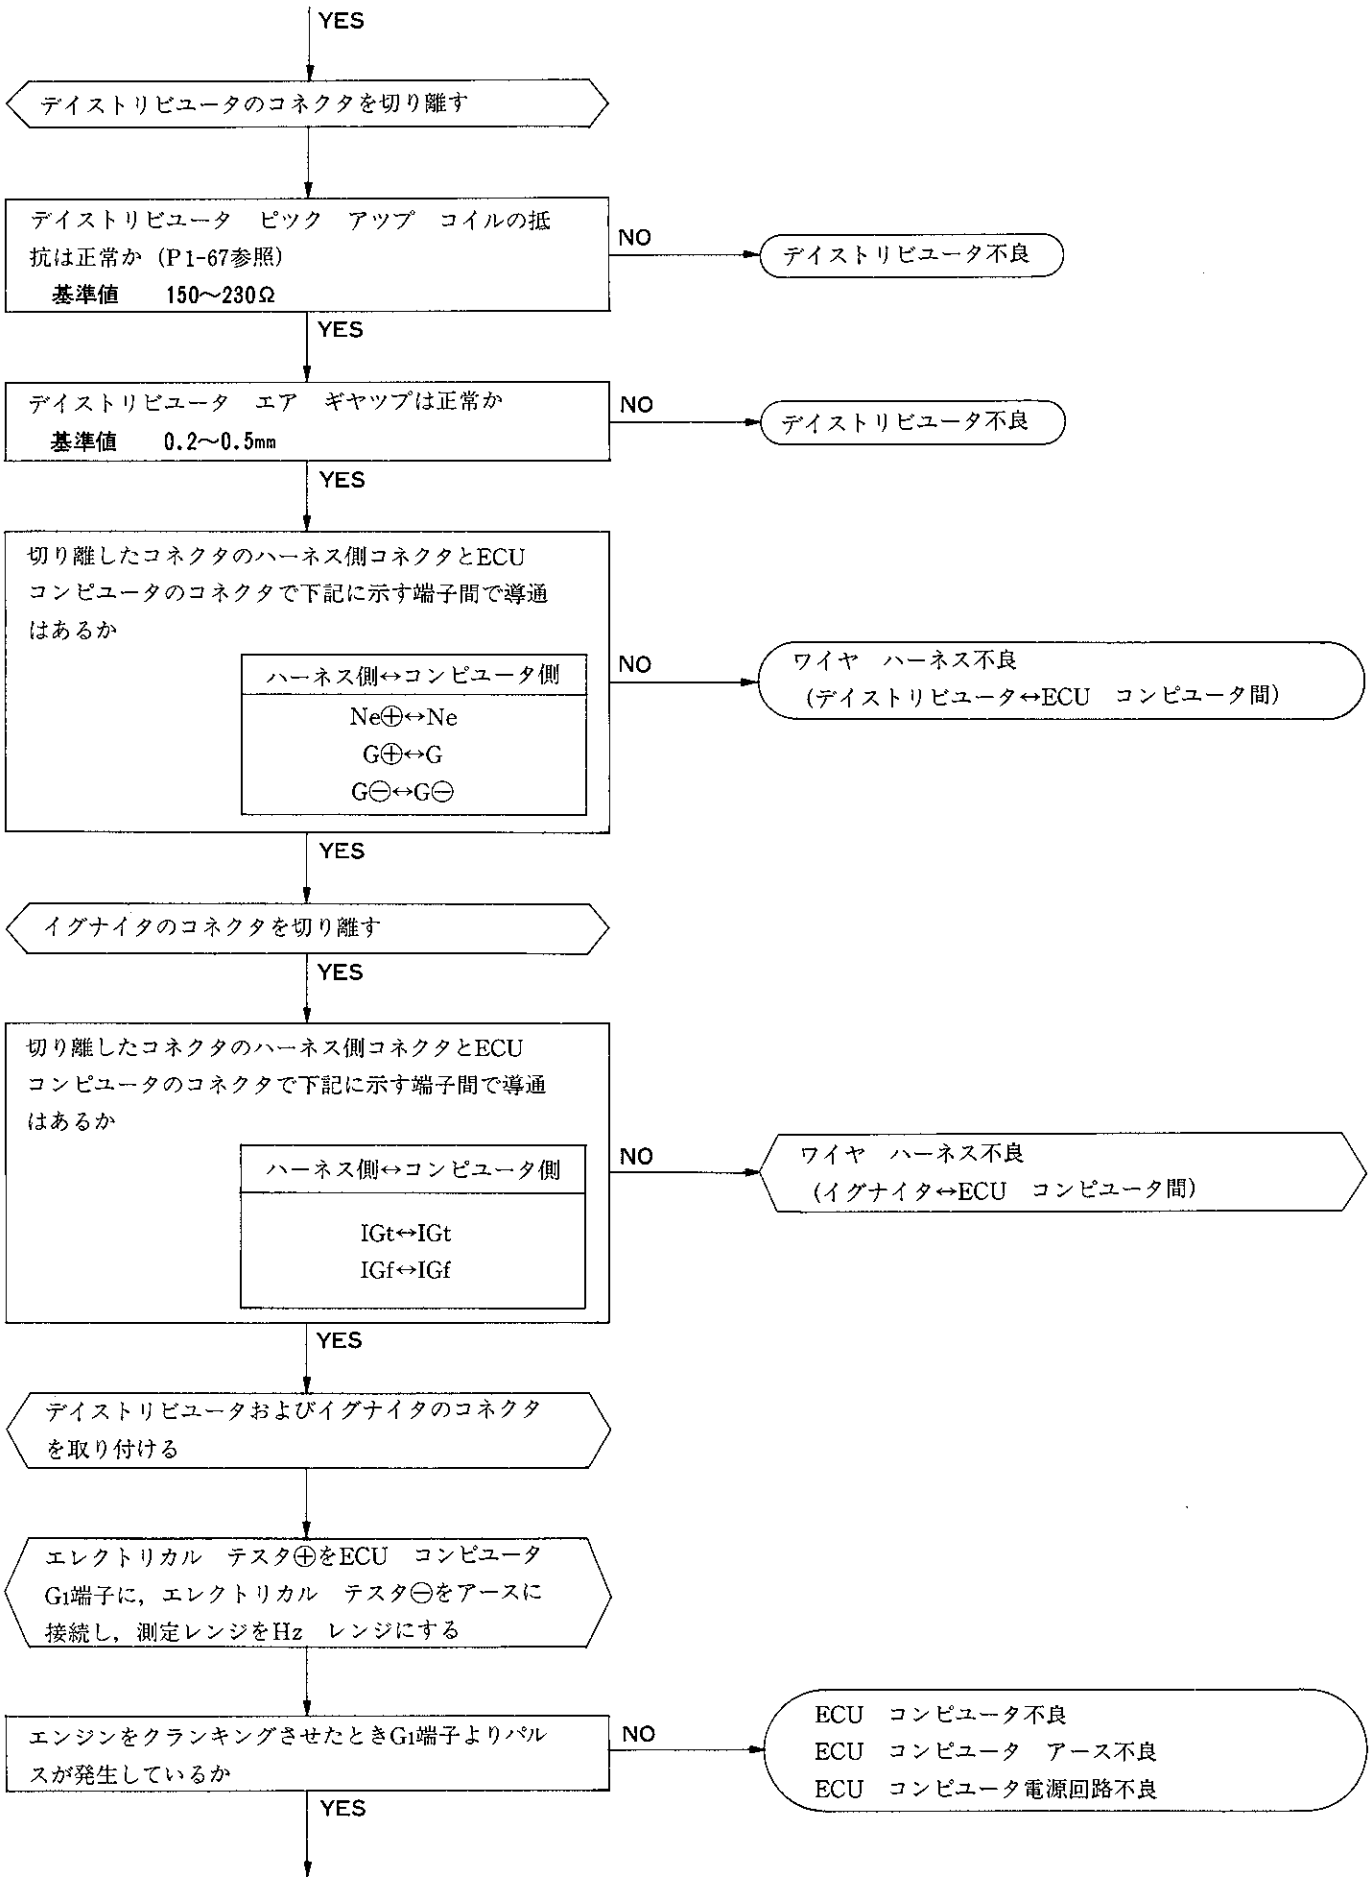 YES
デイストリビユータのコネクタを切り離す
デイストリビユータ　ピツク　アツプ　コイルの抵
抗は正常か（P1-67参照）
基準値　150～230Ω
NO
デイストリビユータ不良
YES
デイストリビユータ　エア　ギヤツプは正常か
基準値　0.2～0.5mm
NO
デイストリビユータ不良
YES
切り離したコネクタのハーネス側コネクタとECU
コンピユータのコネクタで下記に示す端子間で導通
はあるか
ハーネス側↔コンピユータ側
Ne⊕↔Ne
G⊕↔G
G⊖↔G⊖
NO
ワイヤ　ハーネス不良
（デイストリビユータ↔ECU　コンピユータ間）
YES
イグナイタのコネクタを切り離す
YES
切り離したコネクタのハーネス側コネクタとECU
コンピユータのコネクタで下記に示す端子間で導通
はあるか
ハーネス側↔コンピユータ側
IGt↔IGt
IGf↔IGf
NO
ワイヤ　ハーネス不良
（イグナイタ↔ECU　コンピユータ間）
YES
デイストリビユータおよびイグナイタのコネクタ
を取り付ける
エレクトリカル　テスタ⊕をECU　コンピユータ
G1端子に，エレクトリカル　テスタ⊖をアースに
接続し，測定レンジをHz　レンジにする
エンジンをクランキングさせたときG1端子よりパル
スが発生しているか
NO
ECU　コンピユータ不良
ECU　コンピユータ　アース不良
ECU　コンピユータ電源回路不良
YES